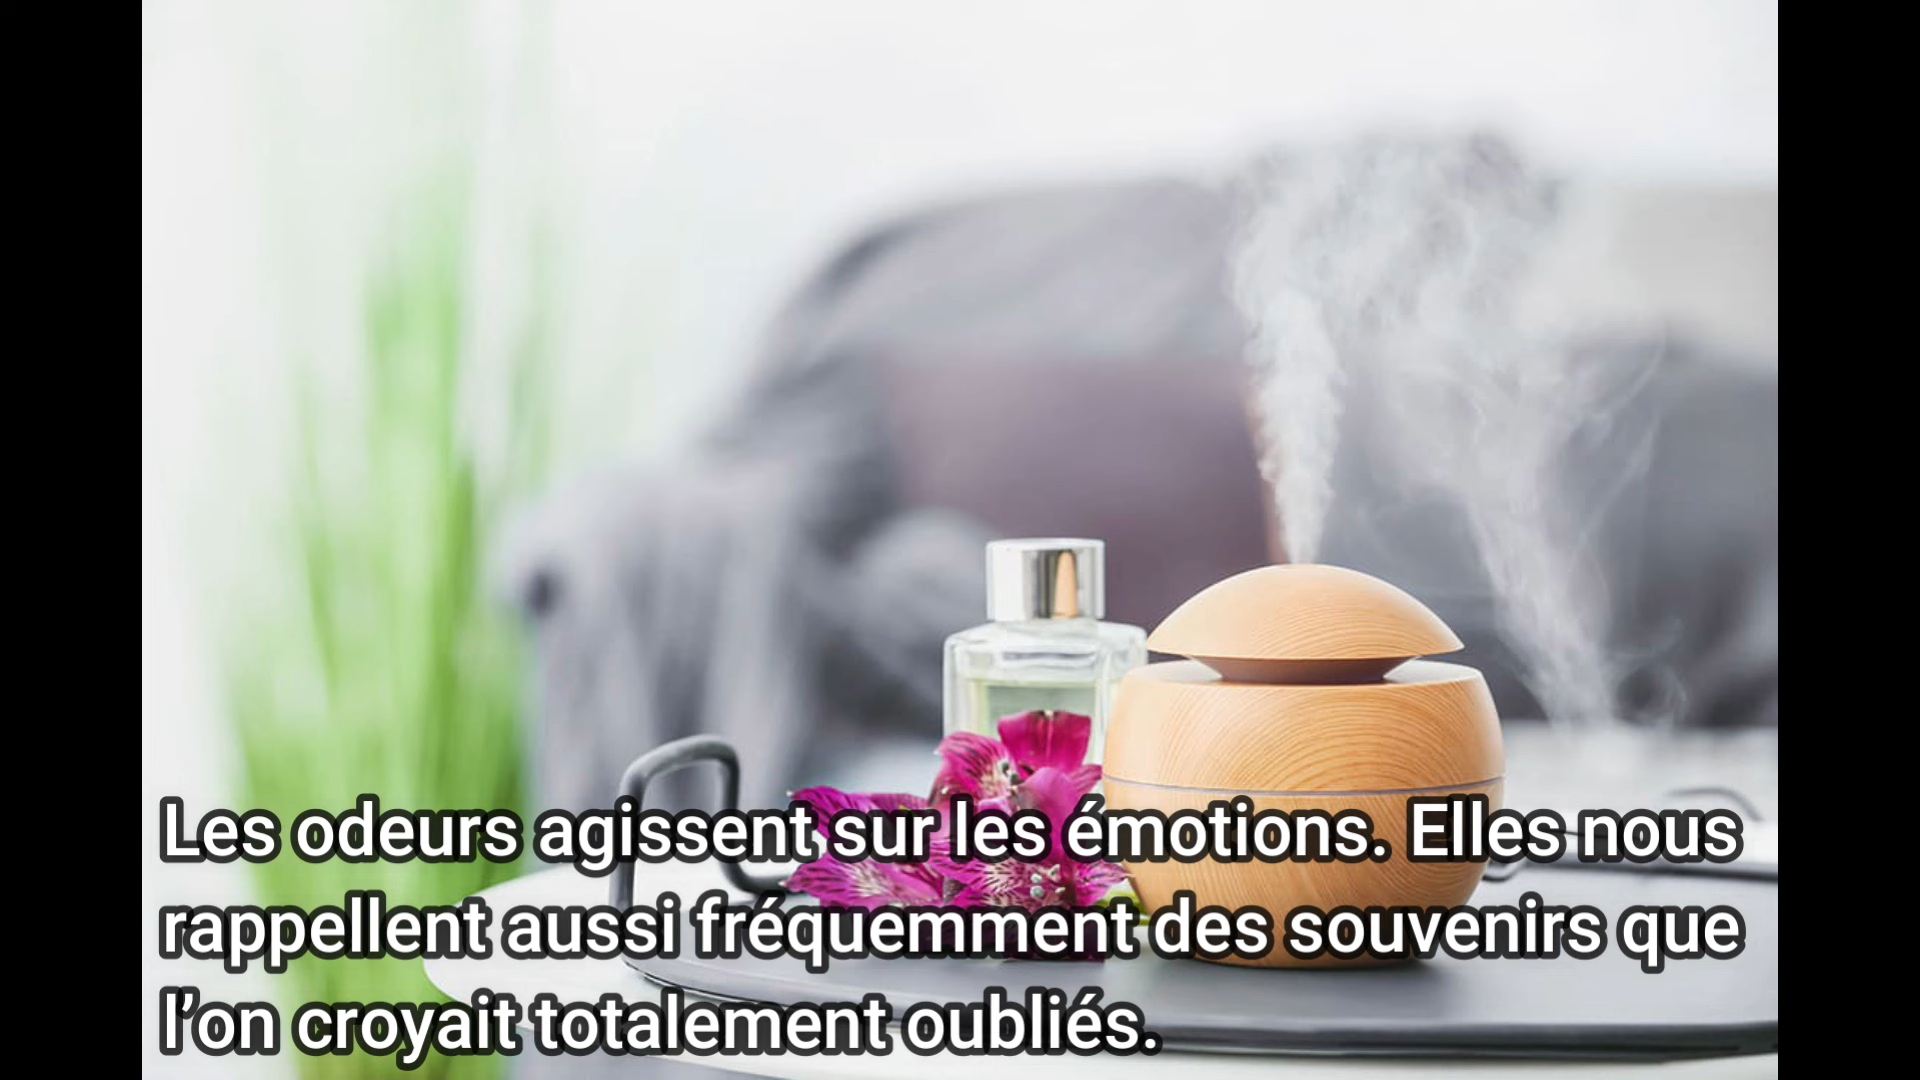 Les odeurs agissent sur les émotions. Elles nous
rappellent aussi fréquemment des souvenirs que
l’on croyait totalement oubliés.